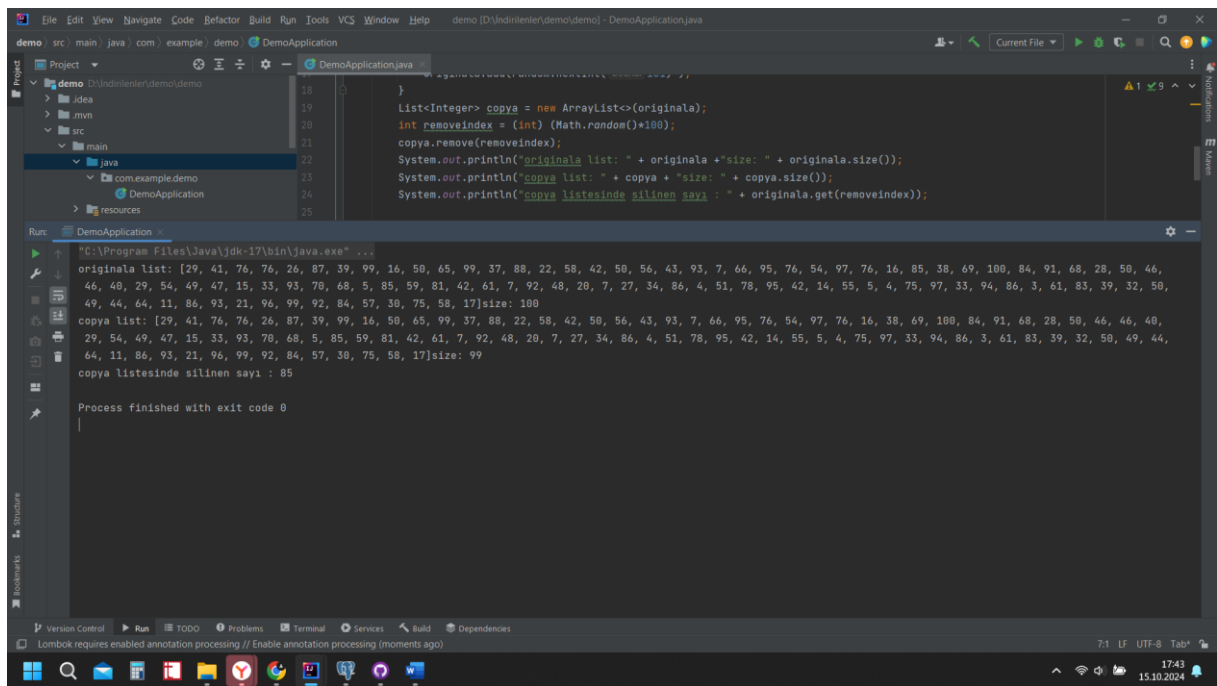 File Edit View Navigate Code Refactor Build Run Tools VCS Window Help demo [D:\Indirilenler\demo\demo] - DemoApplication.java
demo src main java com example demo DemoApplication
Current File
Project
DemoApplication.java
demo D:\Indirilenler\demo\demo
.idea
.mvn
src
main
java
com.example.demo
DemoApplication
resources
1 9
18 }
19 List<Integer> copya = new ArrayList<>(originala);
20 int removeindex = (int) (Math.random()*100);
21 copya.remove(removeindex);
22 System.out.println("originala list: " + originala +"size: " + originala.size());
23 System.out.println("copya list: " + copya + "size: " + copya.size());
24 System.out.println("copya listesinde silinen sayı : " + originala.get(removeindex));
25
Run: DemoApplication
"C:\Program Files\Java\jdk-17\bin\java.exe" ...
originala list: [29, 41, 76, 76, 26, 87, 39, 99, 16, 50, 65, 99, 37, 88, 22, 58, 42, 50, 56, 43, 93, 7, 66, 95, 76, 54, 97, 76, 16, 85, 38, 69, 100, 84, 91, 68, 28, 50, 46,
46, 40, 29, 54, 49, 47, 15, 33, 93, 70, 68, 5, 85, 59, 81, 42, 61, 7, 92, 48, 20, 7, 27, 34, 86, 4, 51, 78, 95, 42, 14, 55, 5, 4, 75, 97, 33, 94, 86, 3, 61, 83, 39, 32, 50,
49, 44, 64, 11, 86, 93, 21, 96, 99, 92, 84, 57, 30, 75, 58, 17]size: 100
copya list: [29, 41, 76, 76, 26, 87, 39, 99, 16, 50, 65, 99, 37, 88, 22, 58, 42, 50, 56, 43, 93, 7, 66, 95, 76, 54, 97, 76, 16, 38, 69, 100, 84, 91, 68, 28, 50, 46, 46, 40,
29, 54, 49, 47, 15, 33, 93, 70, 68, 5, 85, 59, 81, 42, 61, 7, 92, 48, 20, 7, 27, 34, 86, 4, 51, 78, 95, 42, 14, 55, 5, 4, 75, 97, 33, 94, 86, 3, 61, 83, 39, 32, 50, 49, 44,
64, 11, 86, 93, 21, 96, 99, 92, 84, 57, 30, 75, 58, 17]size: 99
copya listesinde silinen sayı : 85
Process finished with exit code 0
Notifications
Maven
Structure
Bookmarks
Version Control Run TODO Problems Terminal Services Build Dependencies
Lombok requires enabled annotation processing // Enable annotation processing (moments ago)
7:1 LF UTF-8 Tab*
17:43
15.10.2024